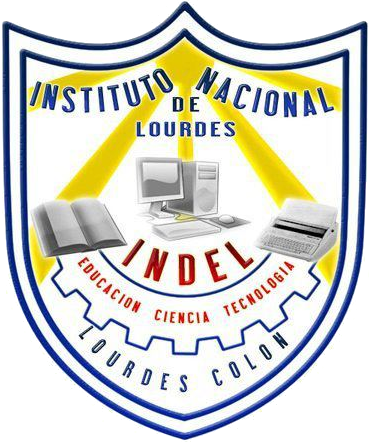 INSTITUTO NACIONAL
DE
LOURDES
INDEL
EDUCACION CIENCIA TECNOLOGIA
LOURDES COLON